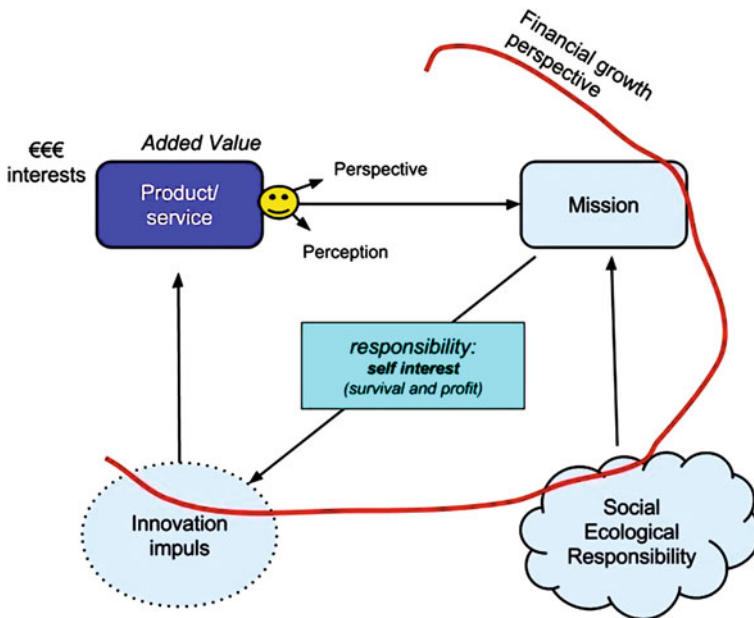 Financial growth
perspective
€€€
interests
Added Value
Product/
service
Perspective
Perception
Mission
responsibility:
self interest
(survival and profit)
Innovation
impuls
Social
Ecological
Responsibility